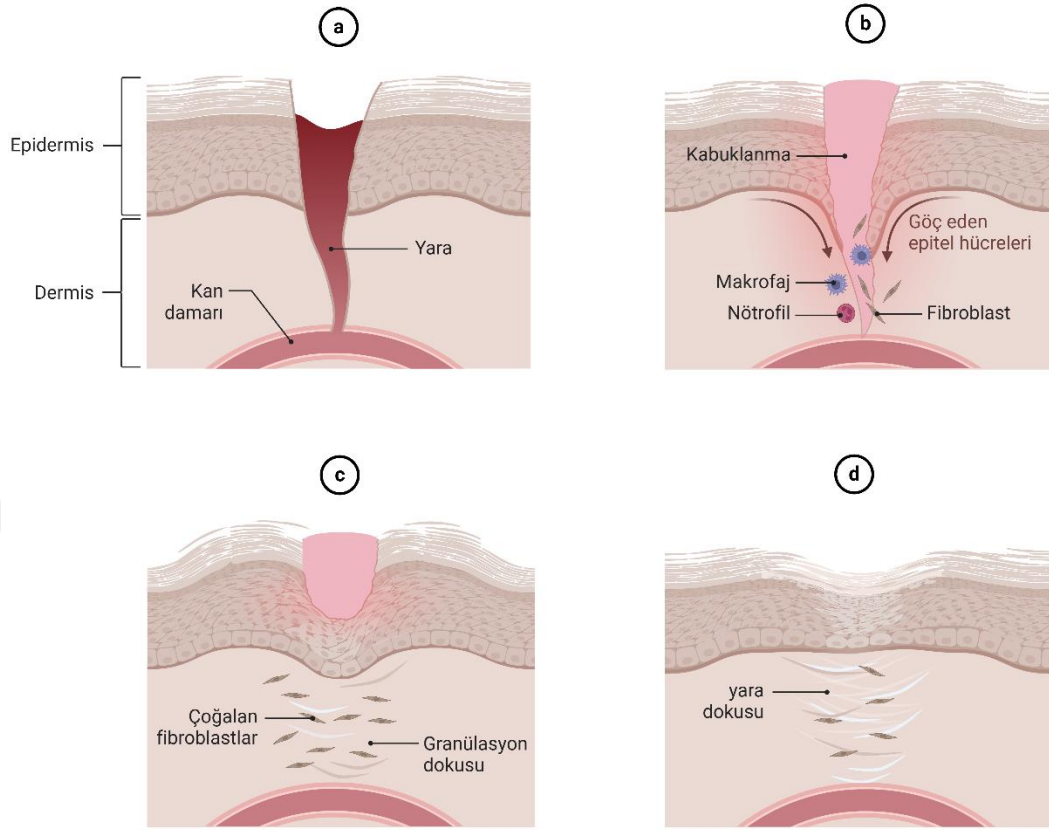 a
Epidermis
Dermis
Kan
damarı
Yara
b
Kabuklanma
Göç eden
epitel hücreleri
Makrofaj
Nötrofil
Fibroblast
c
Çoğalan
fibroblastlar
Granülasyon
dokusu
d
yara
dokusu